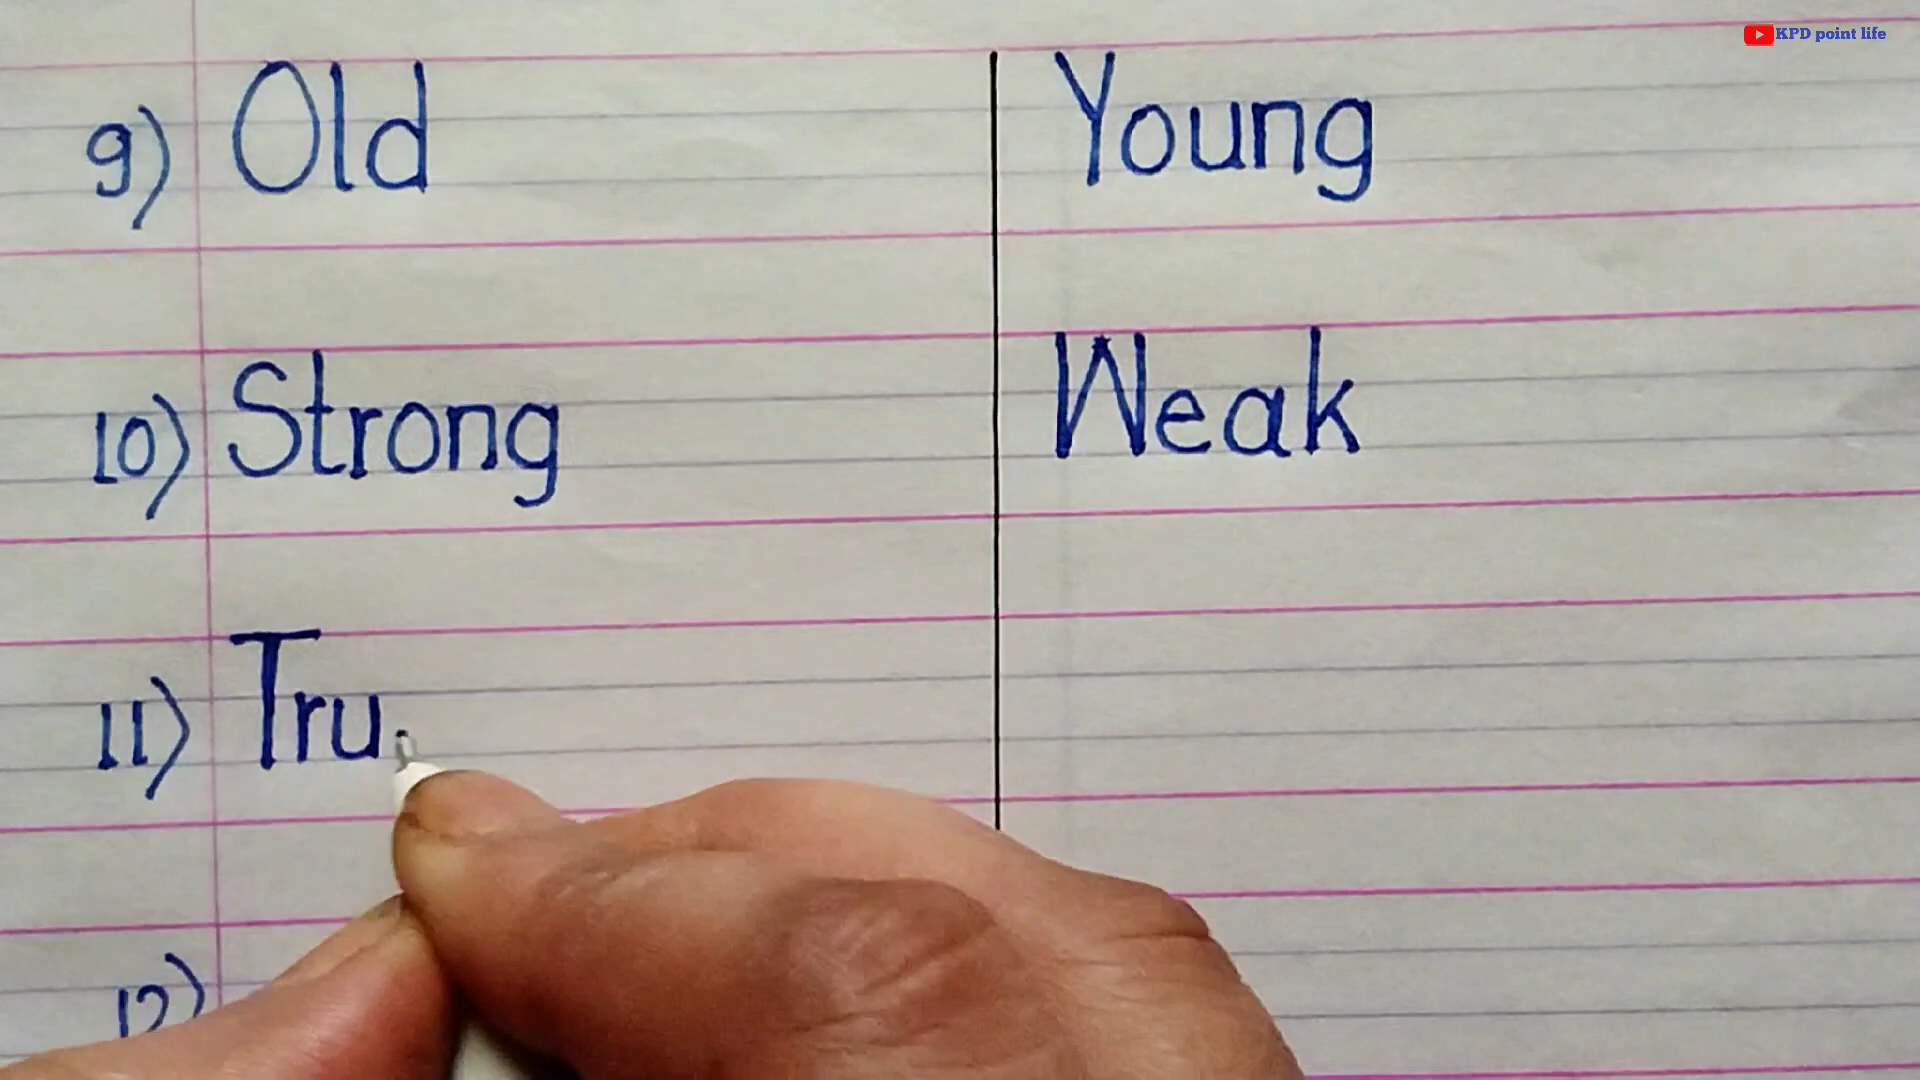 KPD point life
9) Old Young
10) Strong Weak
11) Tru
12)